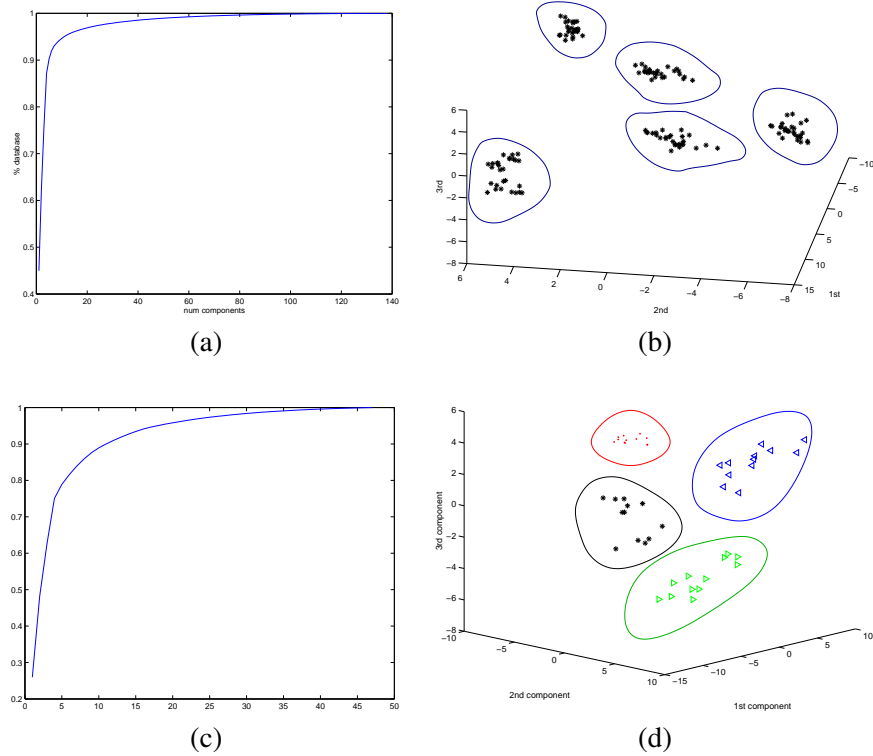 1
0.9
0.8
0.7
0.6
0.5
0.4
% database
0 20 40 60 80 100 120 140
num components
(a)
6
4
2
0
−2
−4
−6
−8
3rd
6 4 2 0 −2 −4 −6 −8
2nd
−10
−5
0
5
10
15
1st
(b)
1
0.9
0.8
0.7
0.6
0.5
0.4
0.3
0.2
0 5 10 15 20 25 30 35 40 45 50
(c)
6
4
2
0
−2
−4
−6
−8
3rd component
−10 −5 0 5 10
2nd component
−15 −10 −5 0 5 10
1st component
(d)